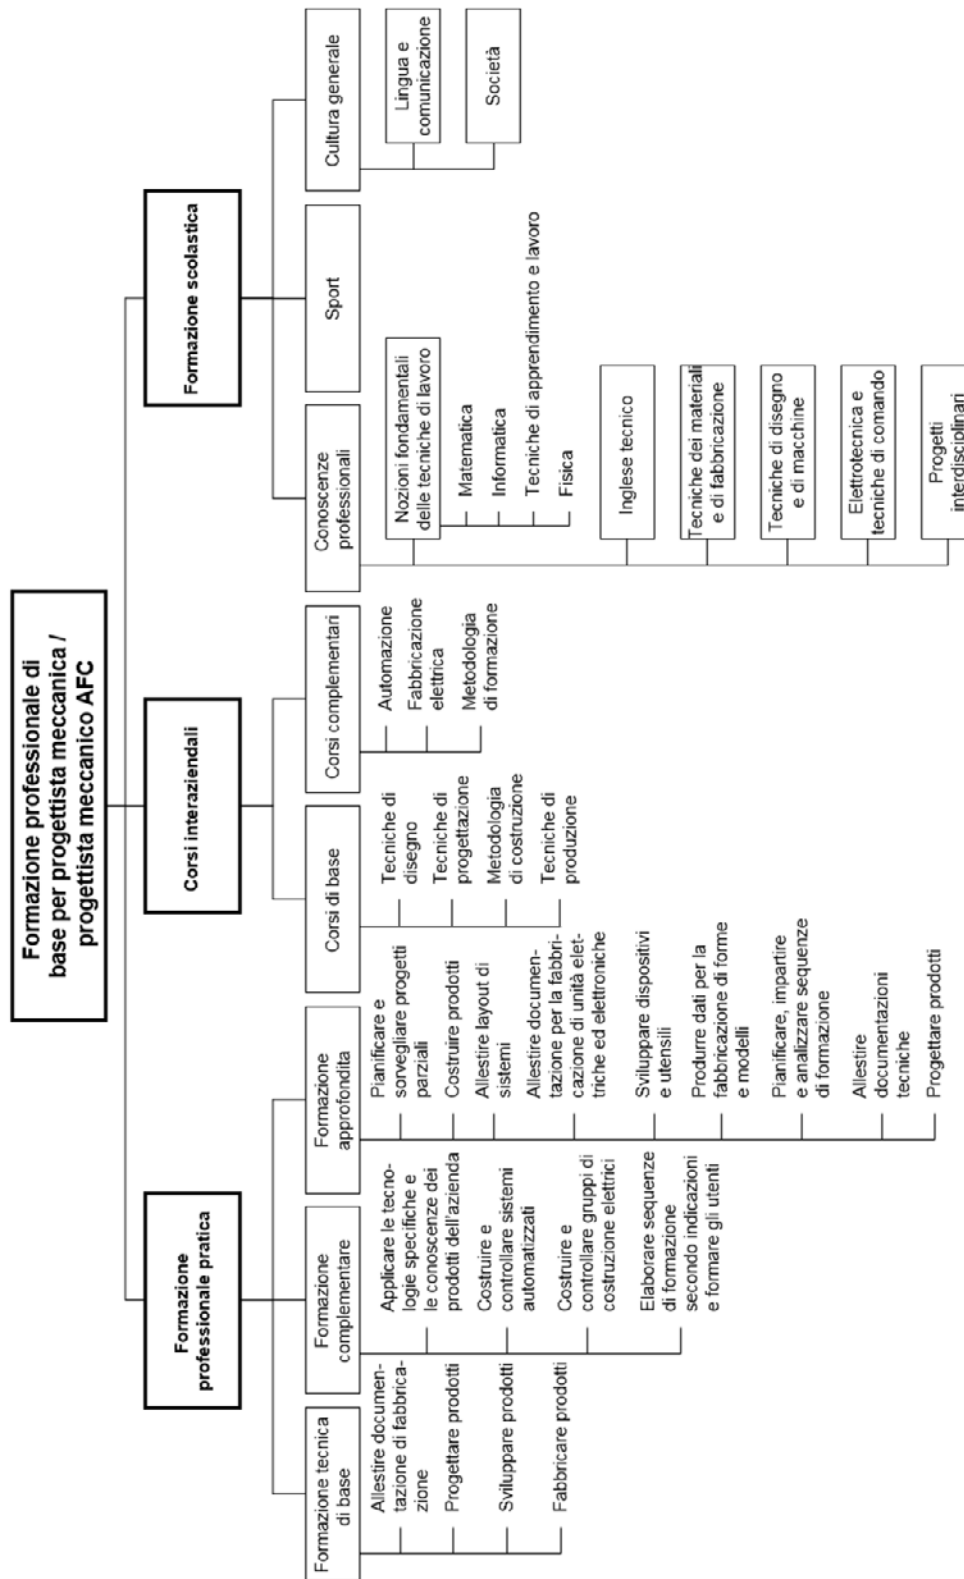 Formazione professionale di
base per progettista meccanica /
progettista meccanico AFC
Formazione
professionale pratica
Corsi interaziendali
Formazione scolastica
Formazione tecnica
di base
Formazione
complementare
Formazione
approfondita
Corsi di base
Corsi complementari
Conoscenze
professionali
Sport
Cultura generale
Allestire documen-
tazione di fabbrica-
zione
Progettare prodotti
Sviluppare prodotti
Fabbricare prodotti
Applicare le tecno-
logie specifiche e
le conoscenze dei
prodotti dell'azienda
Costruire e
controllare sistemi
automatizzati
Costruire e
controllare gruppi di
costruzione elettrici
Elaborare sequenze
di formazione
secondo indicazioni
e formare gli utenti
Pianificare e
sorvegliare progetti
parziali
Costruire prodotti
Allestire layout di
sistemi
Allestire documen-
tazione per la fabbri-
cazione di unità elet-
triche ed elettroniche
Sviluppare dispositivi
e utensili
Produrre dati per la
fabbricazione di forme
e modelli
Pianificare, impartire
e analizzare sequenze
di formazione
Allestire
documentazioni
tecniche
Progettare prodotti
Tecniche di
disegno
Tecniche di
progettazione
Metodologia
di costruzione
Tecniche di
produzione
Automazione
Fabbricazione
elettrica
Metodologia
di formazione
Nozioni fondamentali
delle tecniche di lavoro
Matematica
Informatica
Tecniche di apprendimento e lavoro
Fisica
Inglese tecnico
Tecniche dei materiali
e di fabbricazione
Tecniche di disegno
e di macchine
Elettrotecnica e
tecniche di comando
Progetti
interdisciplinari
Lingua e
comunicazione
Società